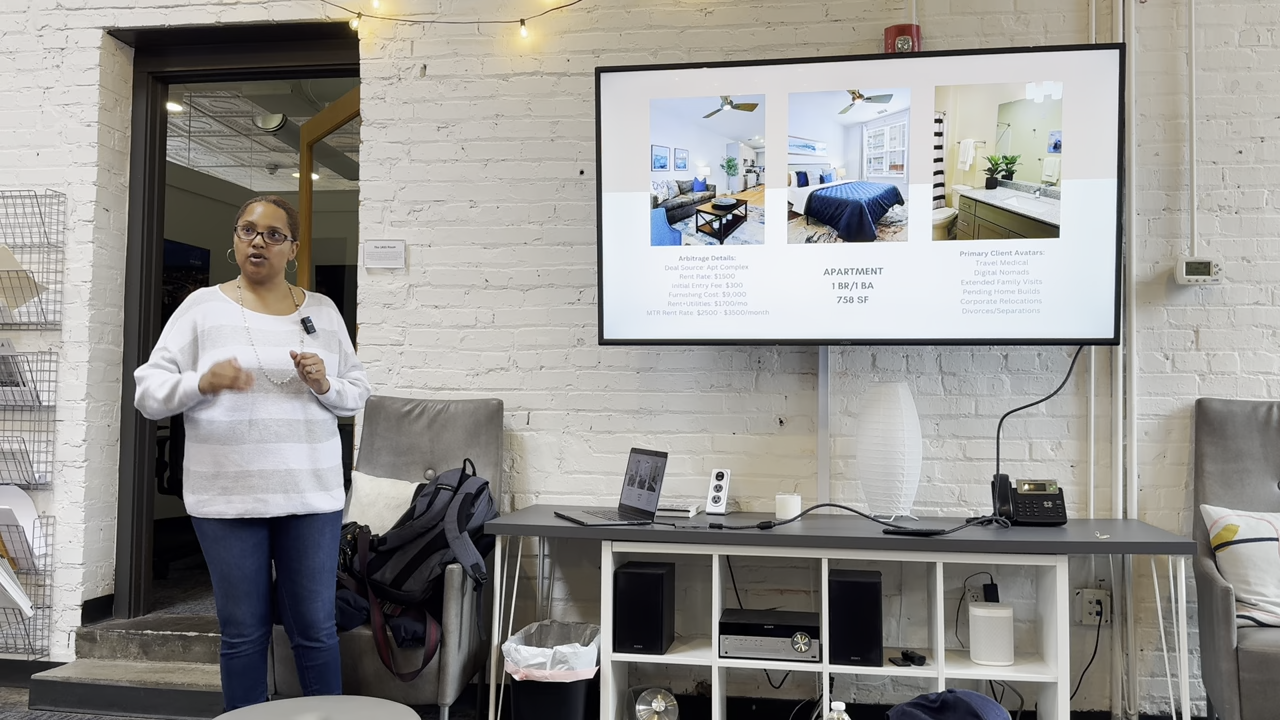 Arbitrage Details:
Deal Source: Apt Complex
Rent Rate: $1500
Initial Entry Fee: $300
Furnishing Cost: $9,000
Rent+Utilities: $1700/mo
MTR Rent Rate: $2500 - $3500/month
APARTMENT
1 BR/1 BA
758 SF
Primary Client Avatars:
Travel Medical
Digital Nomads
Extended Family Visits
Pending Home Builds
Corporate Relocations
Divorces/Separations
SONY